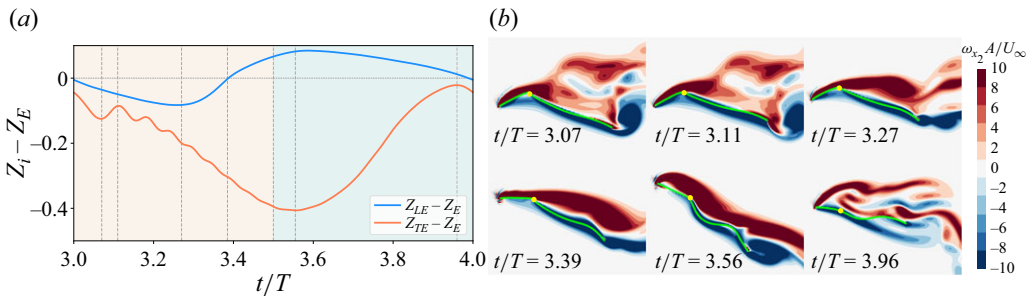 (a)
0
−0.2
−0.4
Z_i − Z_E
Z_LE − Z_E
Z_TE − Z_E
3.0 3.2 3.4 3.6 3.8 4.0
t/T
(b)
t/T = 3.07 t/T = 3.11 t/T = 3.27
t/T = 3.39 t/T = 3.56 t/T = 3.96
ω_{x_2} A/U_∞
10
8
6
4
2
0
−2
−4
−6
−8
−10